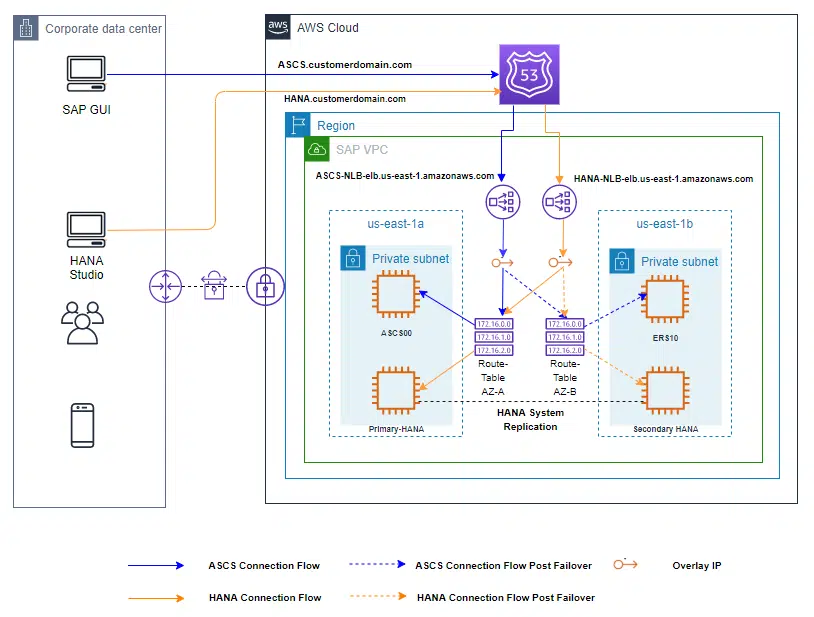 Corporate data center
aws
AWS Cloud
SAP GUI
ASCS.customerdomain.com
53
HANA.customerdomain.com
Region
SAP VPC
ASCS-NLB-elb.us-east-1.amazonaws.com
HANA-NLB-elb.us-east-1.amazonaws.com
us-east-1a
us-east-1b
HANA
Studio
Private subnet
Private subnet
ASCS00
ERS10
172.16.0.0
172.16.1.0
172.16.2.0
172.16.0.0
172.16.1.0
172.16.2.0
Route-
Table
AZ-A
Route-
Table
AZ-B
HANA System
Replication
Primary-HANA
Secondary HANA
ASCS Connection Flow
ASCS Connection Flow Post Failover
Overlay IP
HANA Connection Flow
HANA Connection Flow Post Failover